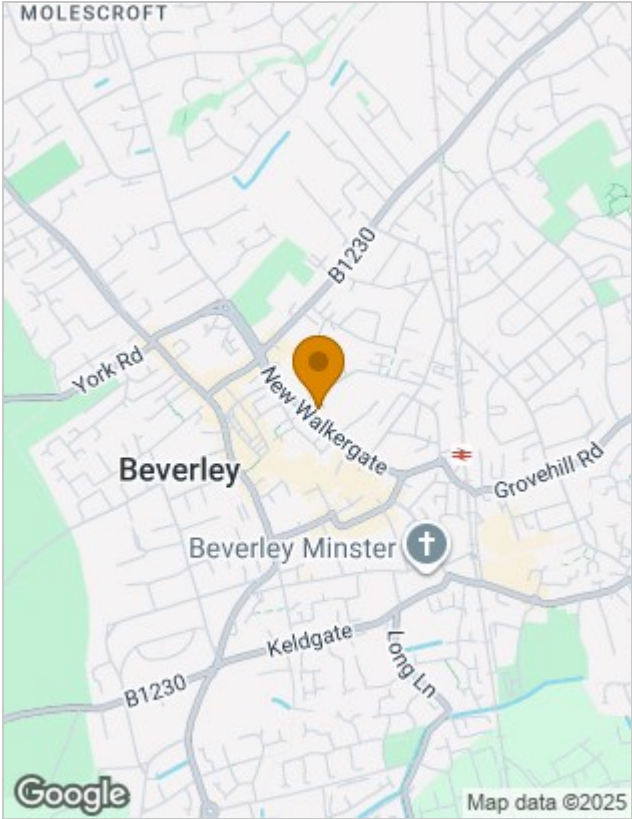 MOLESCROFT
B1230
York Rd
New Walkergate
Beverley
Grovehill Rd
Beverley Minster
Keldgate
Long Ln
B1230
Google
Map data ©2025